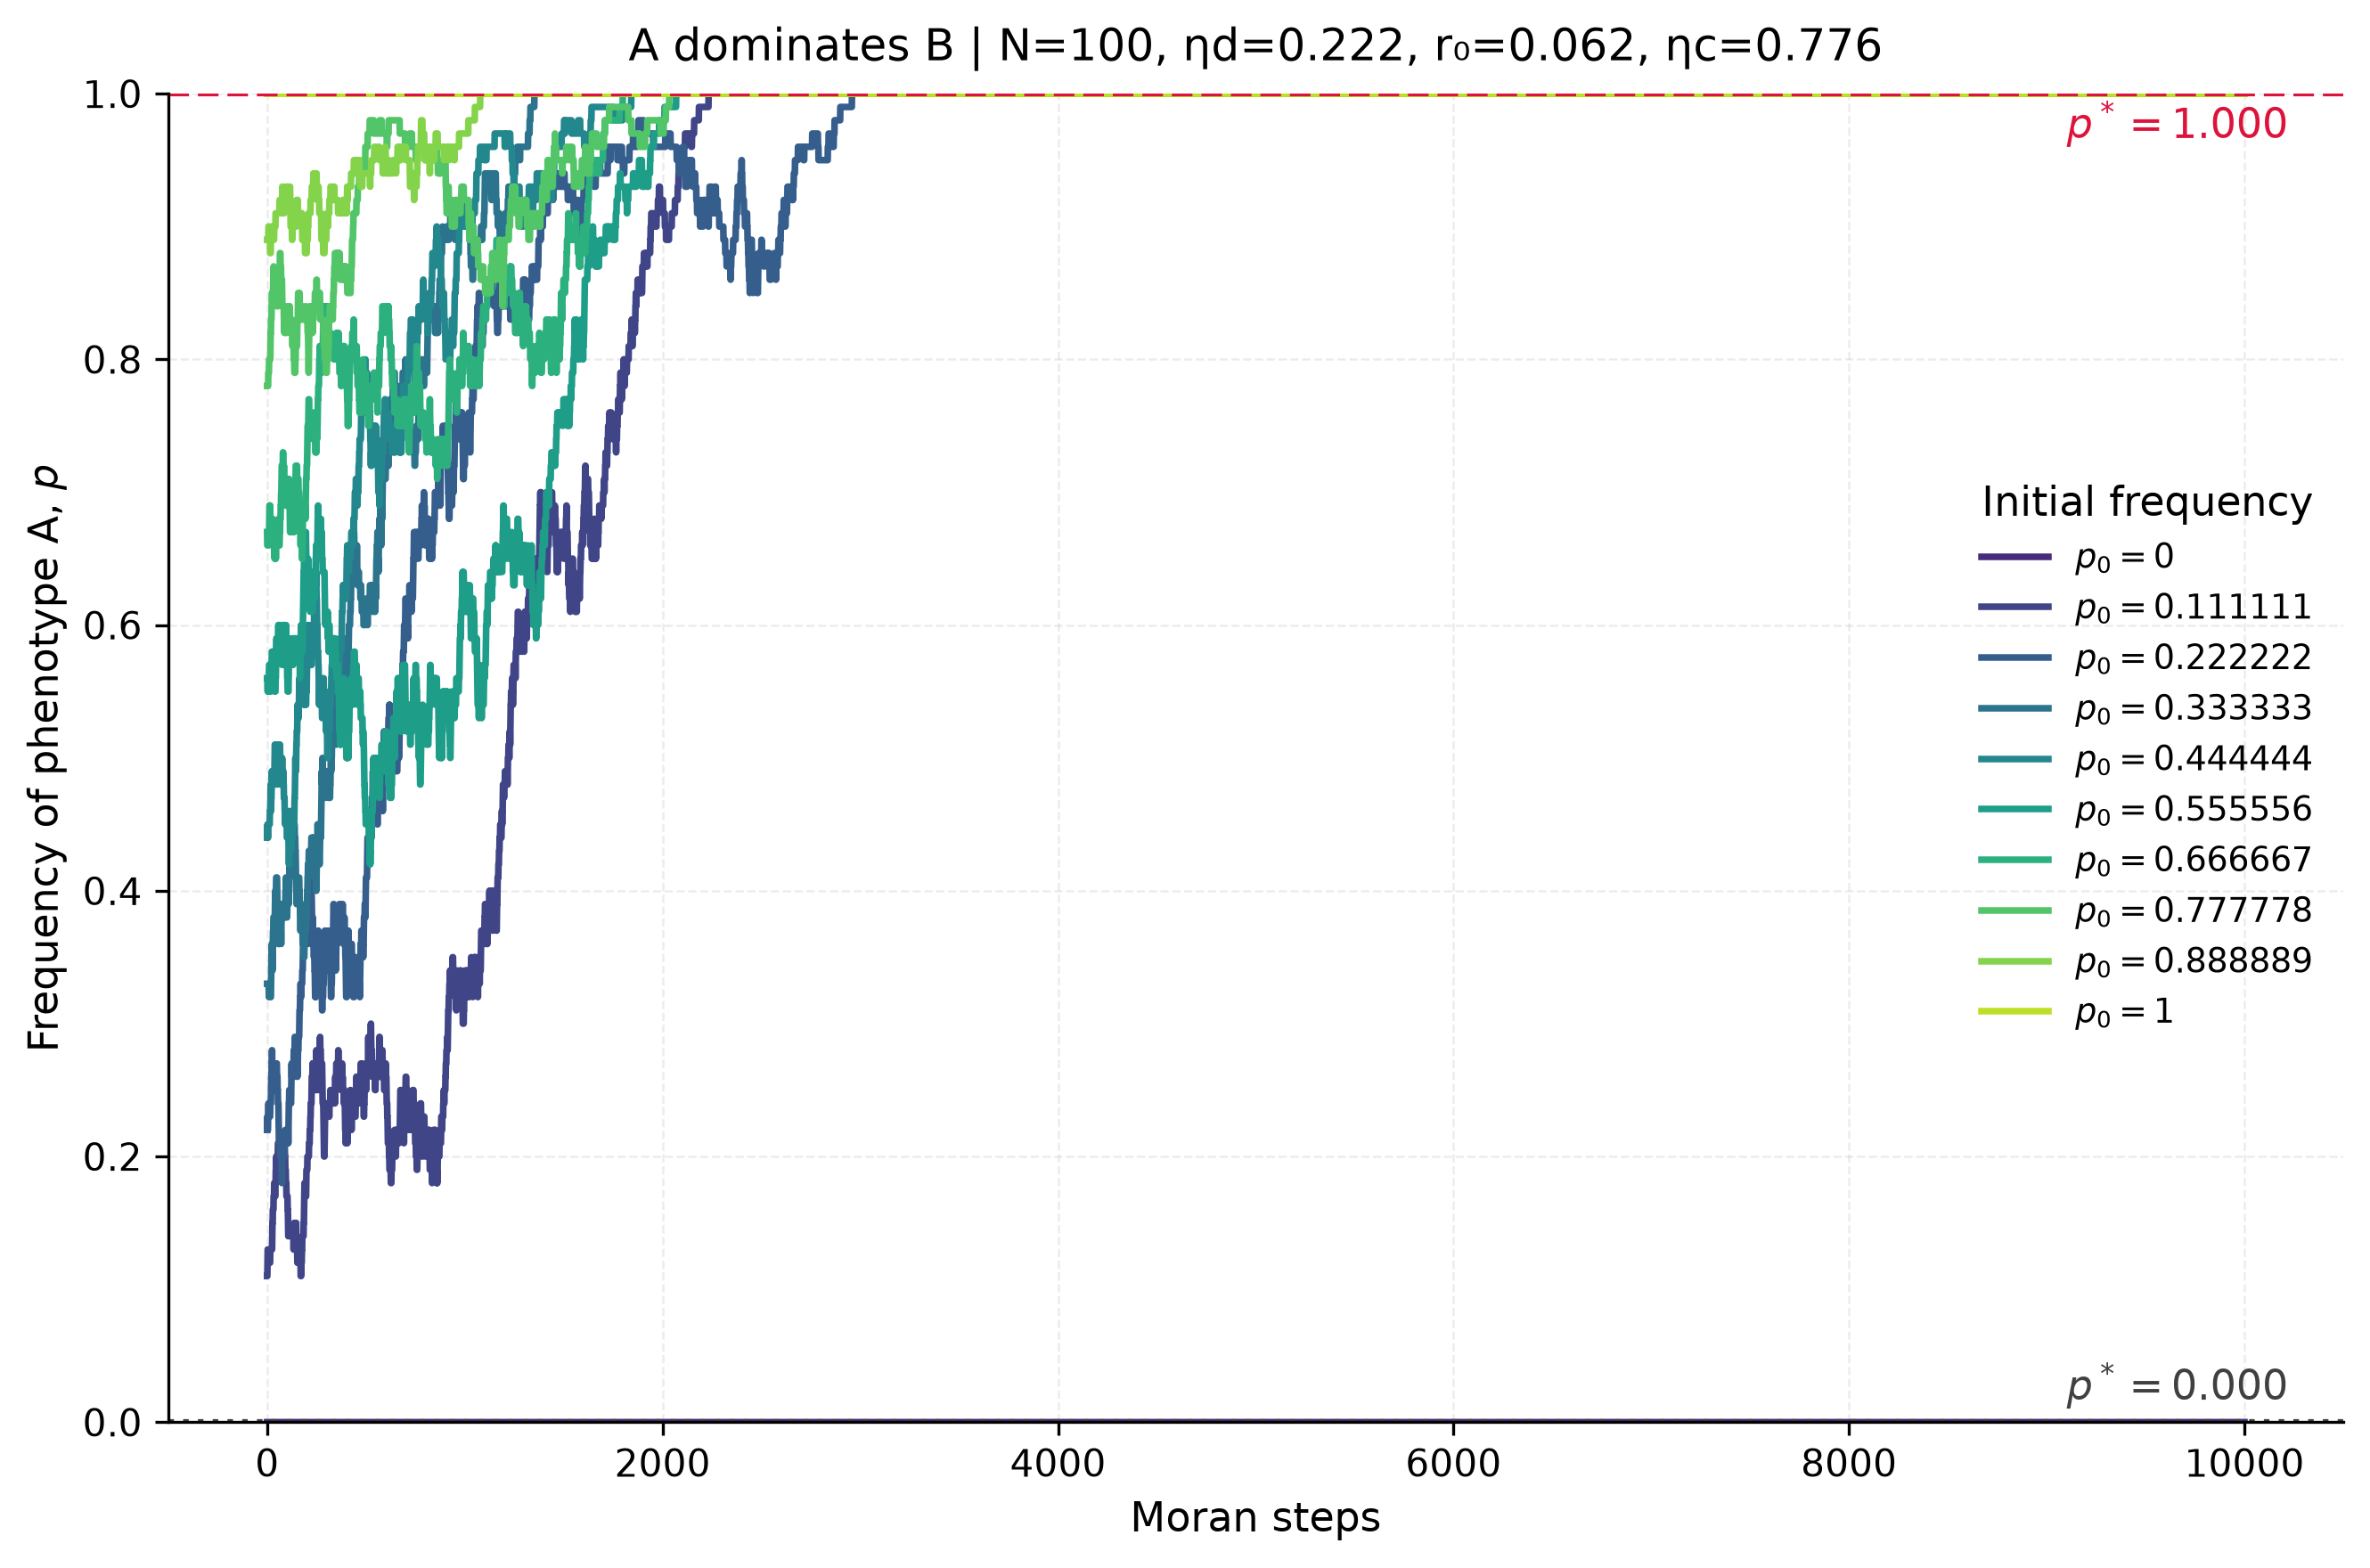 A dominates B | N=100, ηd=0.222, r₀=0.062, ηc=0.776
Frequency of phenotype A, p
1.0
0.8
0.6
0.4
0.2
0.0
p* = 1.000
Initial frequency
p₀ = 0
p₀ = 0.111111
p₀ = 0.222222
p₀ = 0.333333
p₀ = 0.444444
p₀ = 0.555556
p₀ = 0.666667
p₀ = 0.777778
p₀ = 0.888889
p₀ = 1
p* = 0.000
0 2000 4000 6000 8000 10000
Moran steps